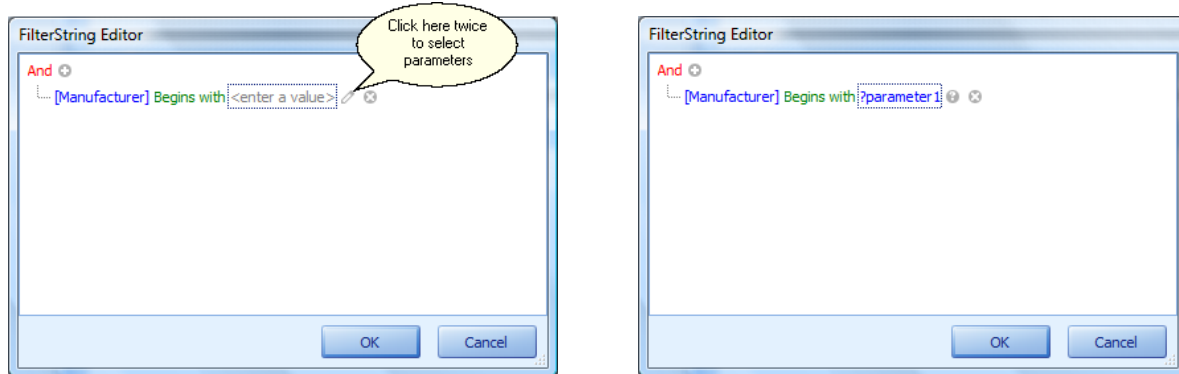 FilterString Editor
Click here twice
to select
parameters
And
[Manufacturer] Begins with <enter a value>
OK Cancel
FilterString Editor
And
[Manufacturer] Begins with ?parameter1
OK Cancel